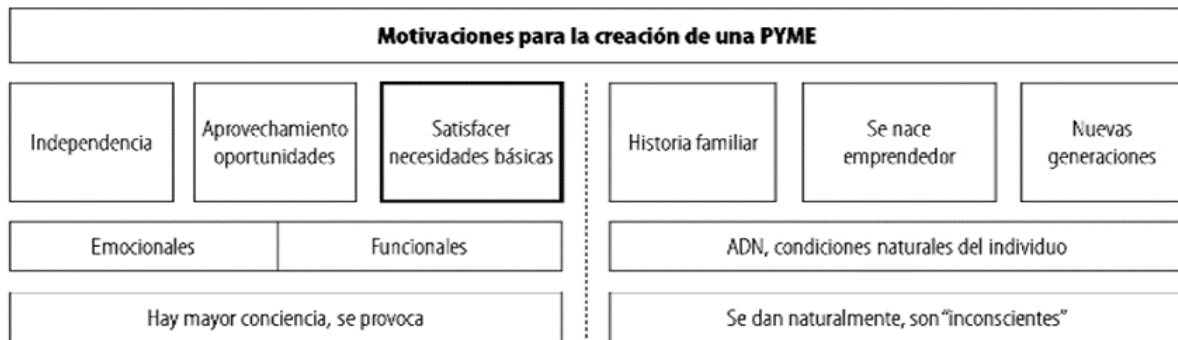 Motivaciones para la creación de una PYME
Independencia
Aprovechamiento
oportunidades
Satisfacer
necesidades básicas
Historia familiar
Se nace
emprendedor
Nuevas
generaciones
Emocionales
Funcionales
ADN, condiciones naturales del individuo
Hay mayor conciencia, se provoca
Se dan naturalmente, son “inconscientes”